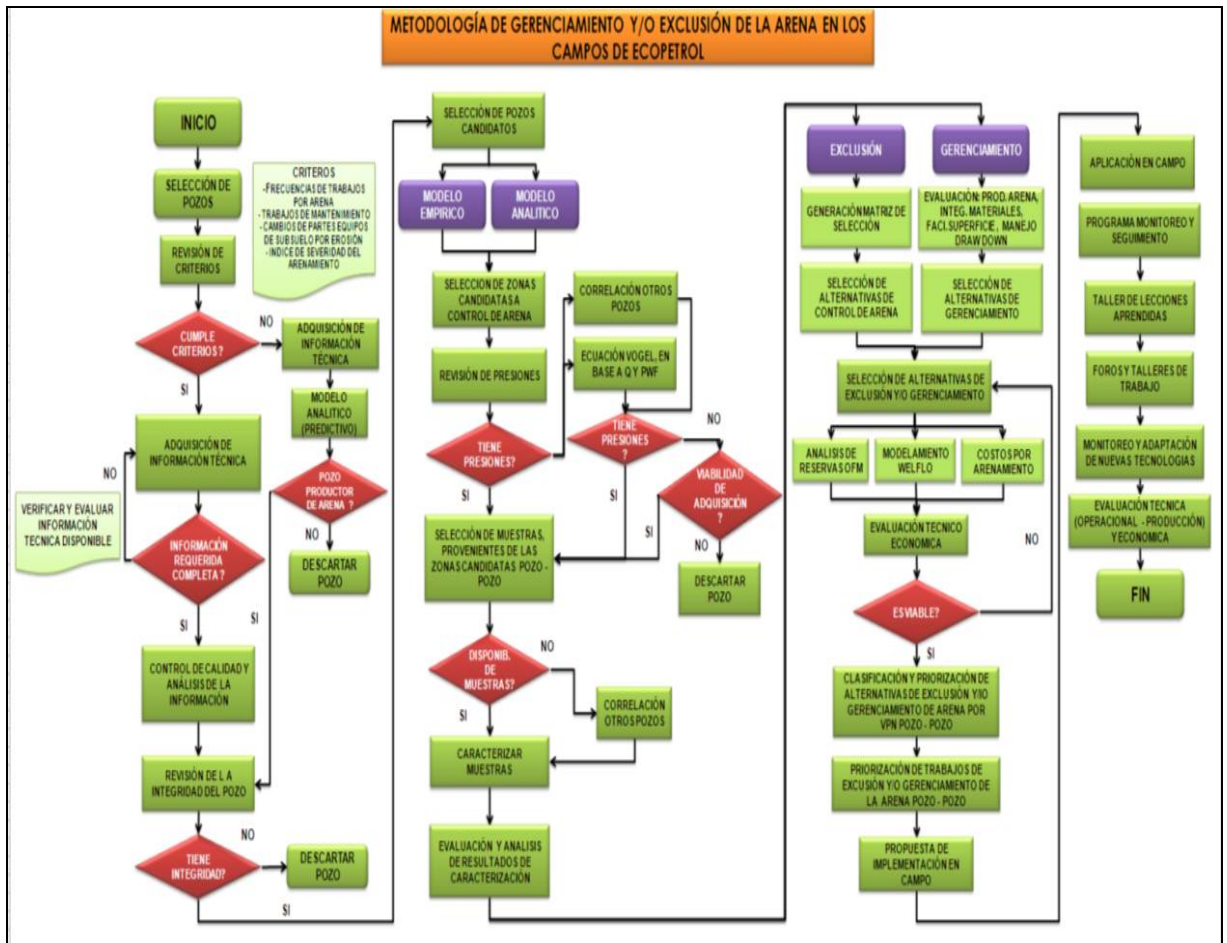 METODOLOGÍA DE GERENCIAMIENTO Y/O EXCLUSIÓN DE LA ARENA EN LOS
CAMPOS DE ECOPETROL
INICIO
SELECCIÓN DE
POZOS
REVISIÓN DE
CRITERIOS
CRITEROS
-FRECUENCIAS DE TRABAJOS
POR ARENA
- TRABAJOS DE MANTENIMIENTO
- CAMBIOS DE PARTES EQUIPOS
DE SUBSUELO POR EROSIÓN
- INDICE DE SEVERIDAD DEL
ARENAMIENTO
CUMPLE
CRITERIOS?
NO
SI
ADQUISICIÓN DE
INFORMACIÓN
TÉCNICA
MODELO
ANALITICO
(PREDICTIVO)
POZO
PRODUCTOR
DE ARENA ?
NO
SI
DESCARTAR
POZO
ADQUISICIÓN DE
INFORMACIÓN TÉCNICA
NO
VERIFICAR Y EVALUAR
INFORMACIÓN
TECNICA DISPONIBLE
INFORMACIÓN
REQUERIDA
COMPLETA ?
SI
CONTROL DE CALIDAD Y
ANÁLISIS DE LA
INFORMACIÓN
REVISIÓN DE L A
INTEGRIDAD DEL POZO
TIENE
INTEGRIDAD?
NO
DESCARTAR
POZO
SI
SELECCIÓN DE POZOS
CANDIDATOS
MODELO
EMPIRICO
MODELO
ANALITICO
SELECCION DE ZONAS
CANDIDATAS A
CONTROL DE ARENA
REVISIÓN DE PRESIONES
TIENE
PRESIONES?
SI
CORRELACIÓN OTROS
POZOS
ECUACIÓN VOGEL, EN
BASE A Q Y PWF
TIENE
PRESIONES
?
NO
SI
VIABILIDAD
DE
ADQUISICIÓN
?
SI
NO
DESCARTAR
POZO
SELECCIÓN DE MUESTRAS,
PROVENIENTES DE LAS
ZONAS CANDIDATAS POZO -
POZO
DISPONIB.
DE
MUESTRAS?
NO
SI
CORRELACIÓN
OTROS POZOS
CARACTERIZAR
MUESTRAS
EVALUACIÓN Y ANALISIS
DE RESULTADOS DE
CARACTERIZACIÓN
EXCLUSIÓN
GERENCIAMIENTO
GENERACIÓN MATRIZ DE
SELECCIÓN
EVALUACIÓN: PROD. ARENA,
INTEG. MATERIALES,
FACI.SUPERFICIE, MANEJO
DRAW DOWN
SELECCIÓN DE
ALTERNATIVAS DE
CONTROL DE ARENA
SELECCIÓN DE
ALTERNATIVAS DE
GERENCIAMIENTO
SELECCIÓN DE ALTERNATIVAS DE
EXCLUSIÓN Y/O GERENCIAMIENTO
ANALISIS DE
RESERVAS OFM
MODELAMIENTO
WELFLO
COSTOS POR
ARENAMIENTO
EVALUACIÓN TECNICO
ECONOMICA
NO
ES VIABLE?
SI
CLASIFICACIÓN Y PRIORIZACIÓN DE
ALTERNATIVAS DE EXCLUSIÓN Y/IO
GERENCIAMIENTO DE ARENA POR
VPN POZO - POZO
PRIORIZACIÓN DE TRABAJOS DE
EXCUSIÓN Y/O GERENCIAMIENTO DE
LA ARENA POZO - POZO
PROPUESTA DE
IMPLEMENTACIÓN EN
CAMPO
APLICACIÓN EN CAMPO
PROGRAMA MONITOREO Y
SEGUIMIENTO
TALLER DE LECCIONES
APRENDIDAS
FOROS Y TALLERES DE
TRABAJO
MONITOREO Y ADAPTACIÓN
DE NUEVAS TECNOLOGIAS
EVALUACIÓN TECNICA
(OPERACIONAL - PRODUCCIÓN)
Y ECONOMICA
FIN